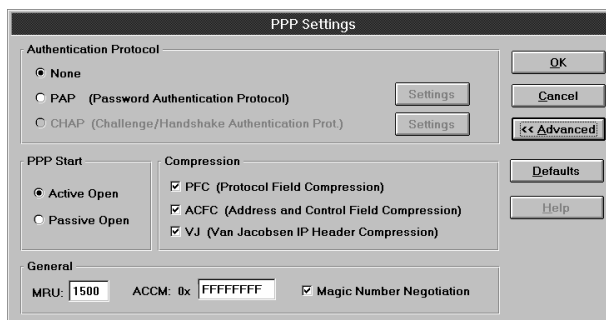 PPP Settings
Authentication Protocol
None
PAP (Password Authentication Protocol)
Settings
CHAP (Challenge/Handshake Authentication Prot.)
Settings
OK
Cancel
<< Advanced
Defaults
Help
PPP Start
Active Open
Passive Open
Compression
PFC (Protocol Field Compression)
ACFC (Address and Control Field Compression)
VJ (Van Jacobsen IP Header Compression)
General
MRU: 1500 ACCM: 0x FFFFFFFF Magic Number Negotiation